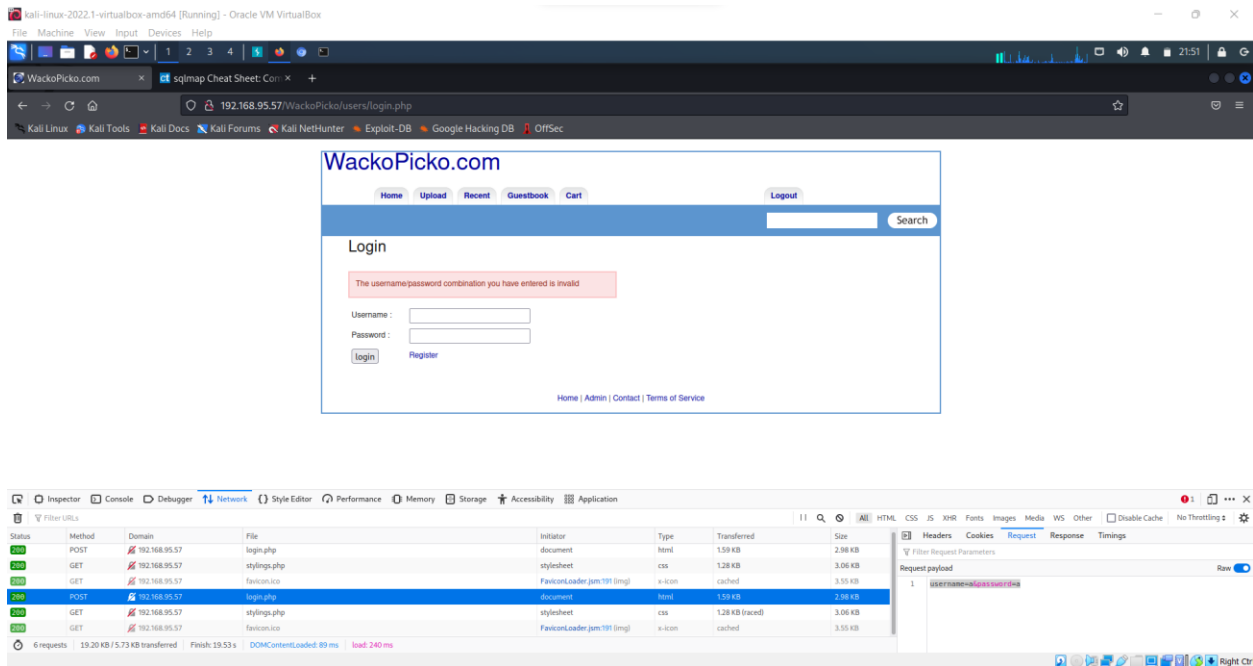 kali-linux-2022.1-virtualbox-amd64 [Running] - Oracle VM VirtualBox
File Machine View Input Devices Help
1 2 3 4 21:51
WackoPicko.com × sqlmap Cheat Sheet: Com × +
192.168.95.57/WackoPicko/users/login.php
Kali Linux Kali Tools Kali Docs Kali Forums Kali NetHunter Exploit-DB Google Hacking DB OffSec
WackoPicko.com
Home Upload Recent Guestbook Cart Logout
Search
Login
The username/password combination you have entered is invalid
Username :
Password :
login Register
Home | Admin | Contact | Terms of Service
Inspector Console Debugger Network {} Style Editor Performance Memory Storage Accessibility Application 1
Filter URLs All HTML CSS JS XHR Fonts Images Media WS Other Disable Cache No Throttling
Status Method Domain File Initiator Type Transferred Size Headers Cookies Request Response Timings
200 POST 192.168.95.57 login.php document html 1.59 KB 2.98 KB Filter Request Parameters
200 GET 192.168.95.57 stylings.php stylesheet css 1.28 KB 3.06 KB Request payload Raw
200 GET 192.168.95.57 favicon.ico FaviconLoader.jsm:191 (img) x-icon cached 3.55 KB 1 username=a&password=a
200 POST 192.168.95.57 login.php document html 1.59 KB 2.98 KB
200 GET 192.168.95.57 stylings.php stylesheet css 1.28 KB (raced) 3.06 KB
200 GET 192.168.95.57 favicon.ico FaviconLoader.jsm:191 (img) x-icon cached 3.55 KB
6 requests 19.20 KB / 5.73 KB transferred Finish: 19.53 s DOMContentLoaded: 89 ms load: 240 ms
Right Ctr